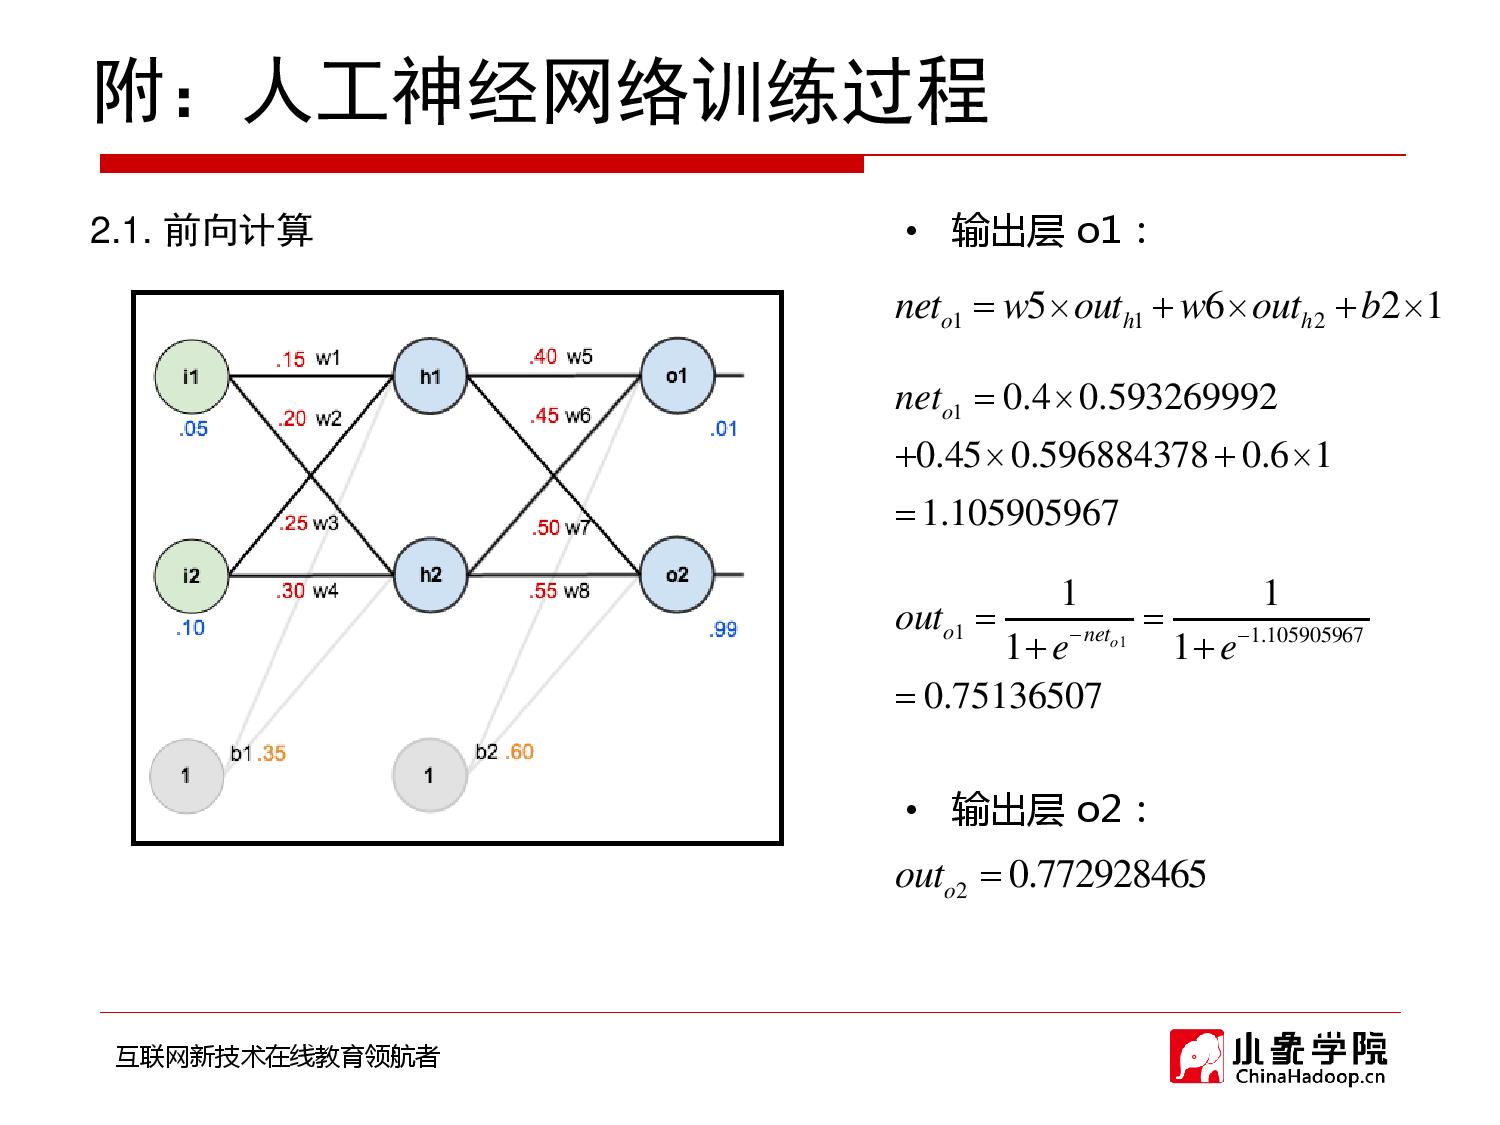 附：人工神经网络训练过程
2.1. 前向计算
i1 .15 w1 h1 .40 w5 o1
.05 .20 w2 .45 w6 .01
.25 w3 .50 w7
i2 .30 w4 h2 .55 w8 o2
.10 .99
1 b1 .35 1 b2 .60
• 输出层 o1：
net_{o1} = w5×out_{h1} + w6×out_{h2} + b2×1
net_{o1} = 0.4×0.593269992
+0.45×0.596884378+0.6×1
=1.105905967
out_{o1} = \frac{1}{1+e^{-net_{o1}}} = \frac{1}{1+e^{-1.105905967}}
= 0.75136507
• 输出层 o2：
out_{o2} = 0.772928465
互联网新技术在线教育领航者
小象学院
ChinaHadoop.cn